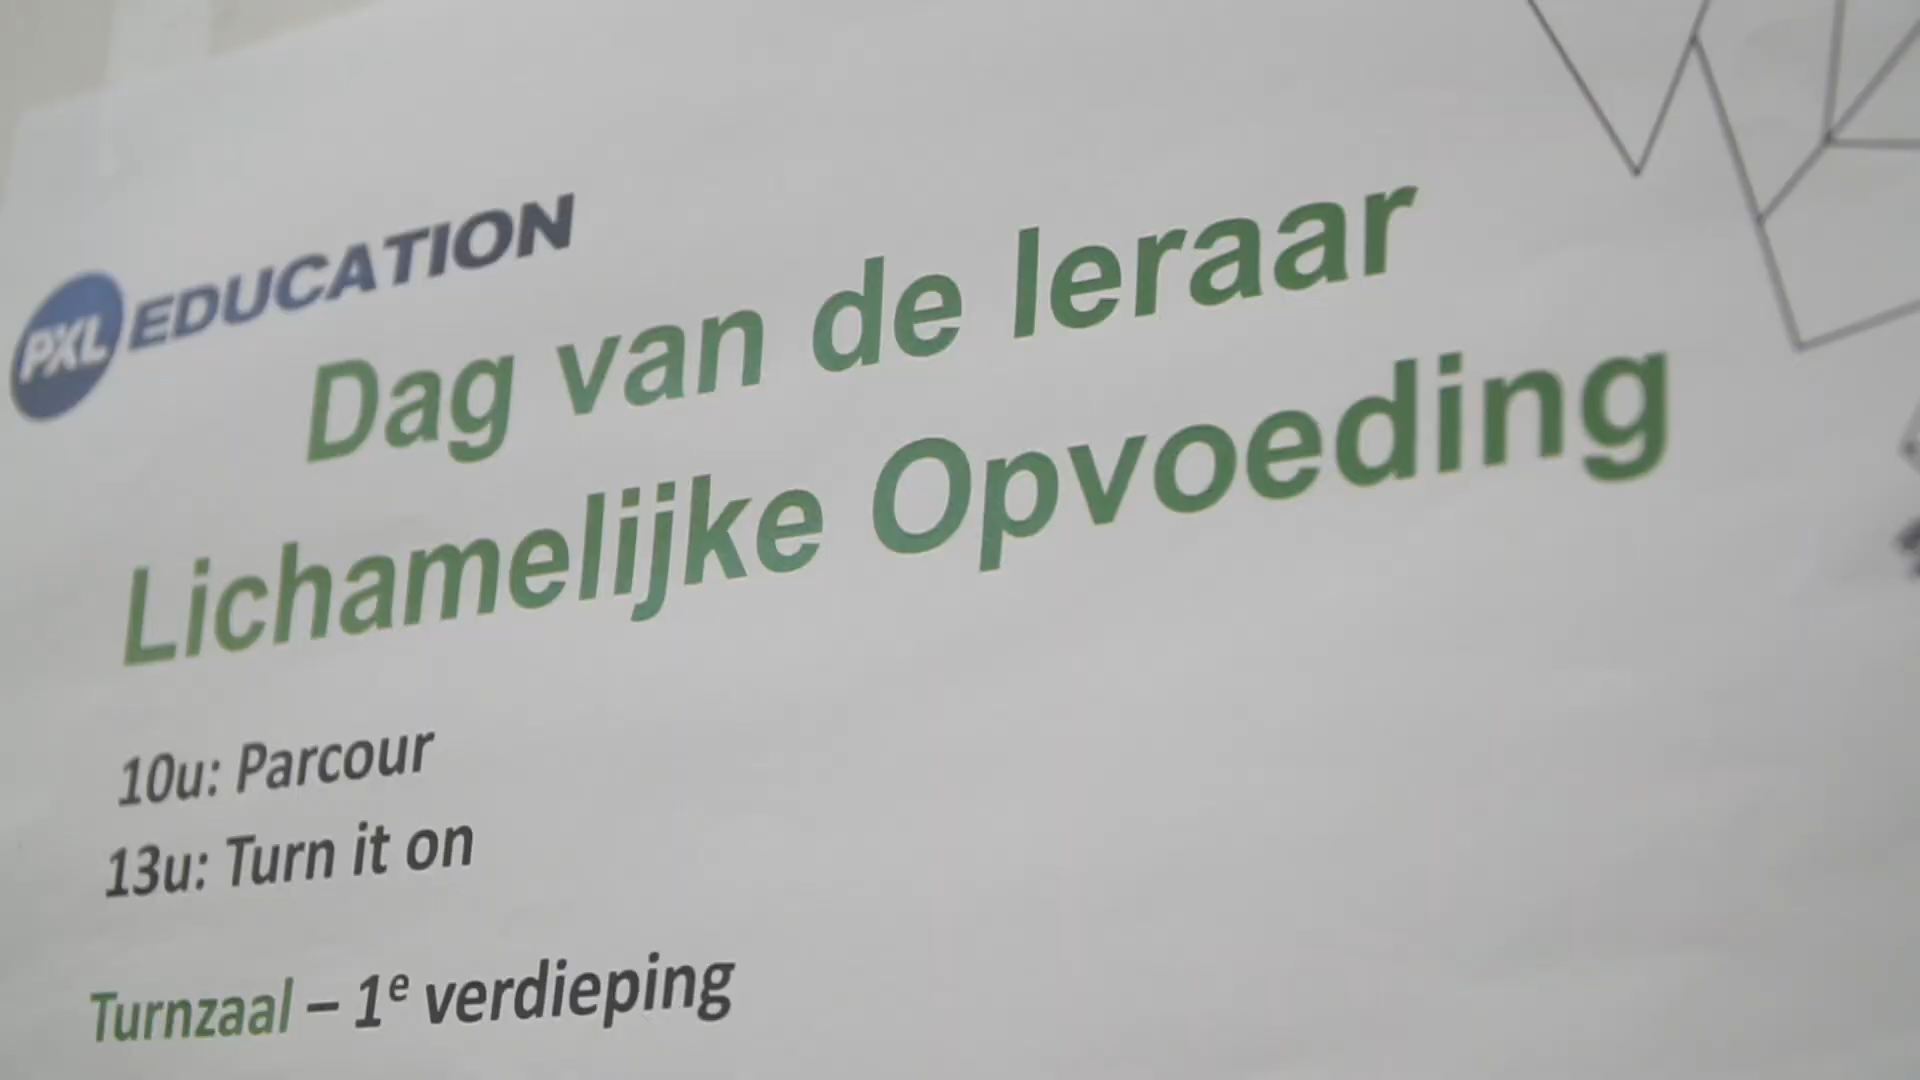 PXL EDUCATION
Dag van de leraar
Lichamelijke Opvoeding
10u: Parcour
13u: Turn it on
Turnzaal – 1e verdieping